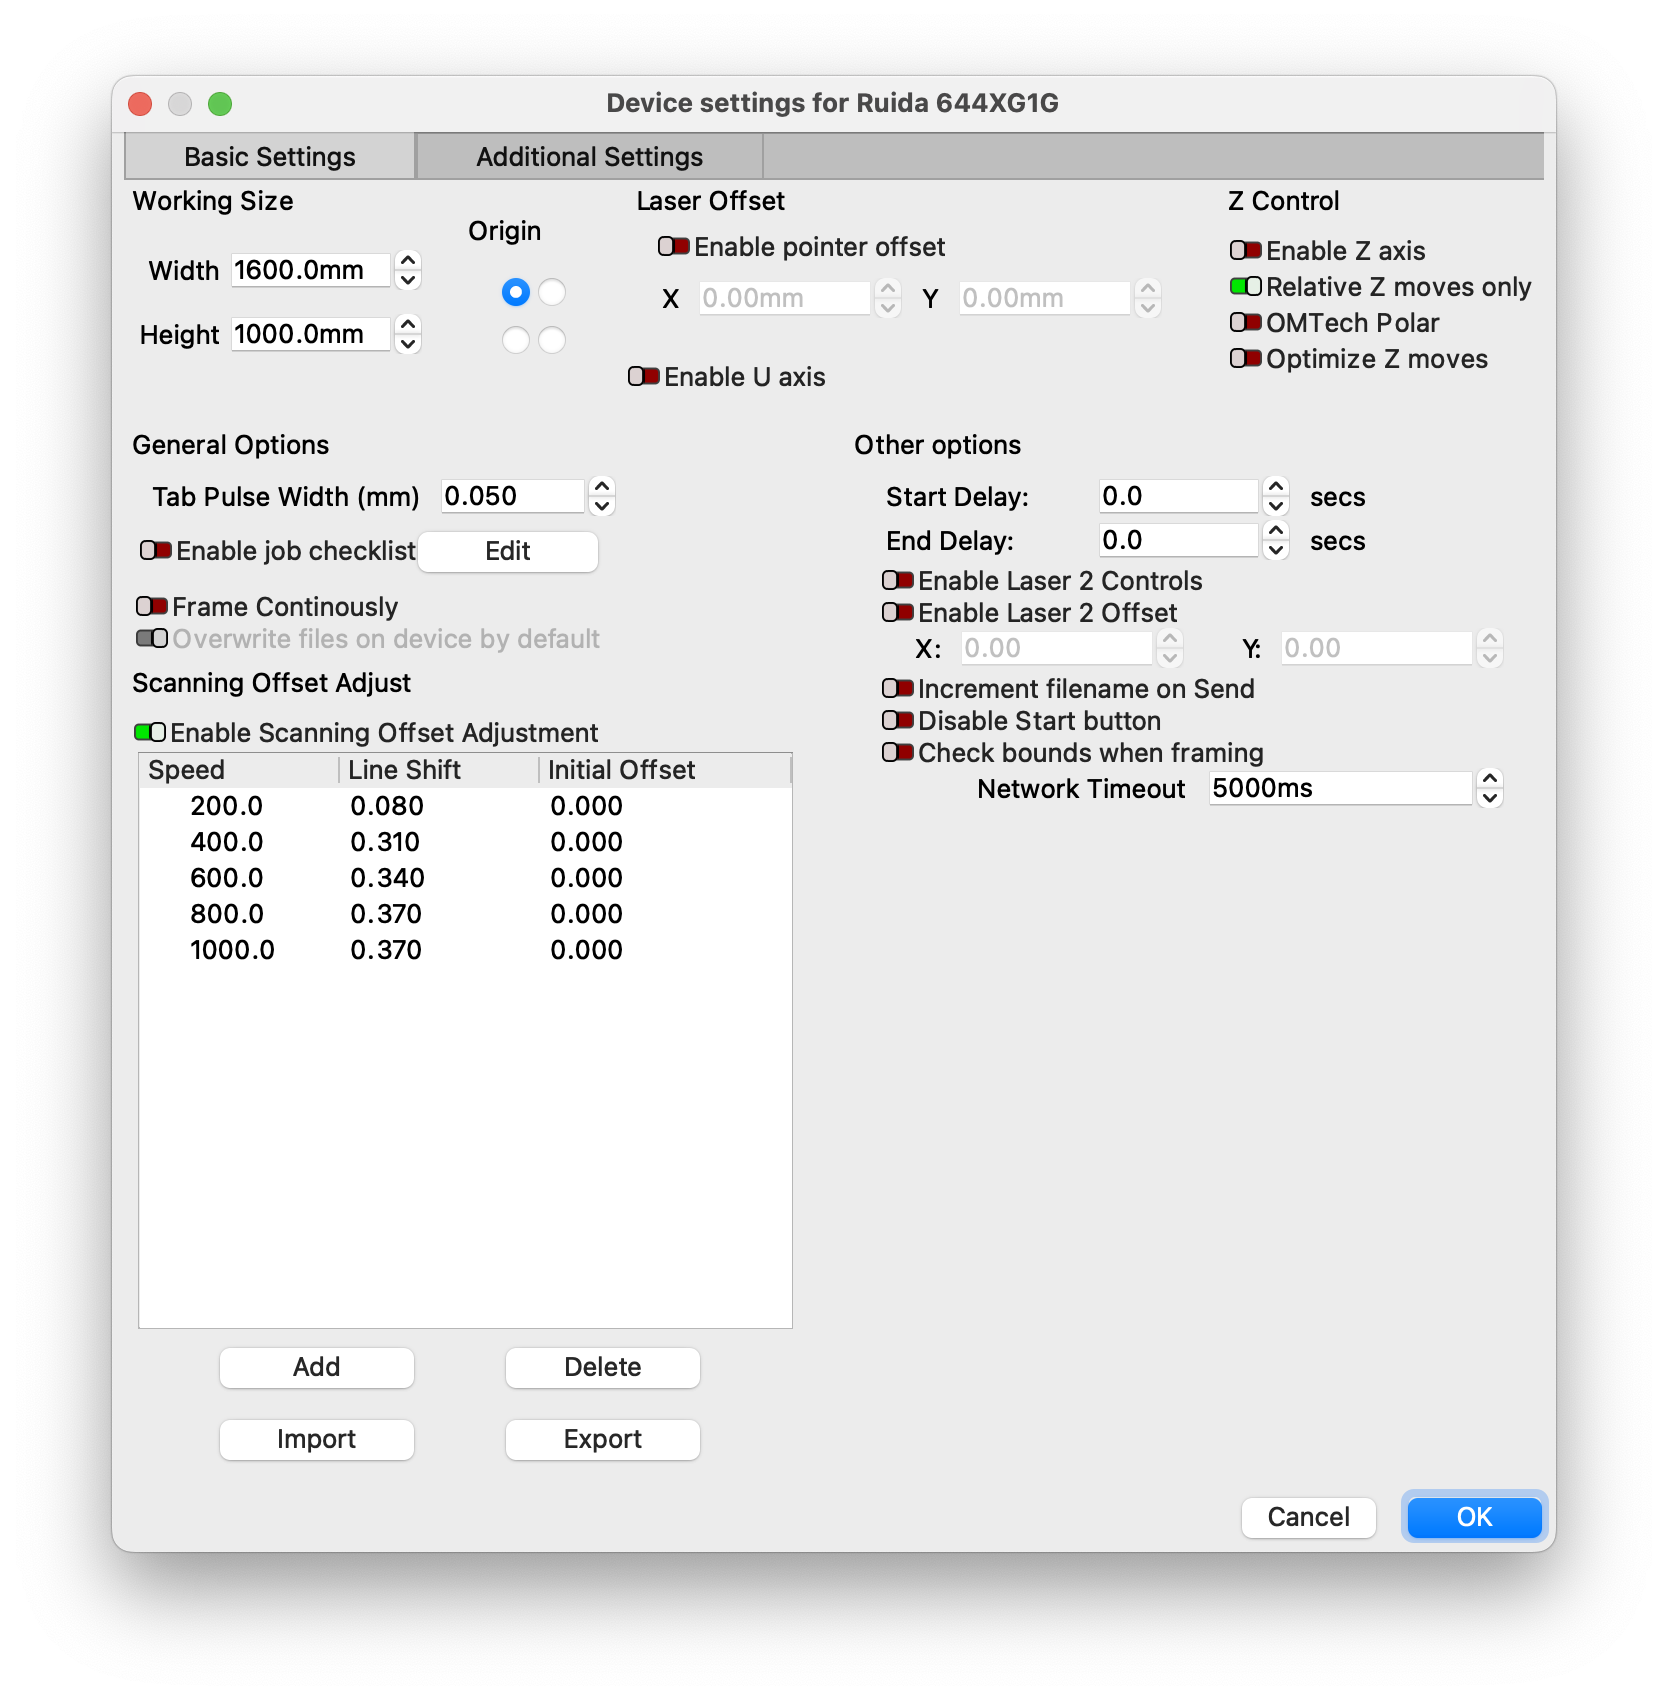 Device settings for Ruida 644XG1G
Basic Settings
Additional Settings
Working Size
Width 1600.0mm
Height 1000.0mm
Origin
Laser Offset
Enable pointer offset
X 0.00mm Y 0.00mm
Enable U axis
Z Control
Enable Z axis
Relative Z moves only
OMTech Polar
Optimize Z moves
General Options
Tab Pulse Width (mm) 0.050
Enable job checklist Edit
Frame Continously
Overwrite files on device by default
Scanning Offset Adjust
Enable Scanning Offset Adjustment
Speed Line Shift Initial Offset
200.0 0.080 0.000
400.0 0.310 0.000
600.0 0.340 0.000
800.0 0.370 0.000
1000.0 0.370 0.000
Add Delete
Import Export
Other options
Start Delay: 0.0 secs
End Delay: 0.0 secs
Enable Laser 2 Controls
Enable Laser 2 Offset
X: 0.00 Y: 0.00
Increment filename on Send
Disable Start button
Check bounds when framing
Network Timeout 5000ms
Cancel OK